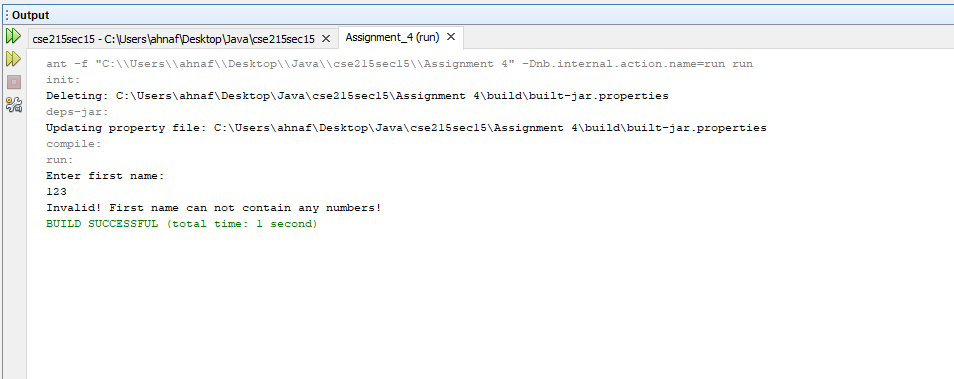 Output
cse215sec15 - C:\Users\ahnaf\Desktop\Java\cse215sec15 Assignment_4 (run)
ant -f "C:\\Users\\ahnaf\\Desktop\\Java\\cse215sec15\\Assignment 4" -Dnb.internal.action.name=run run
init:
Deleting: C:\Users\ahnaf\Desktop\Java\cse215sec15\Assignment 4\build\built-jar.properties
deps-jar:
Updating property file: C:\Users\ahnaf\Desktop\Java\cse215sec15\Assignment 4\build\built-jar.properties
compile:
run:
Enter first name:
123
Invalid! First name can not contain any numbers!
BUILD SUCCESSFUL (total time: 1 second)